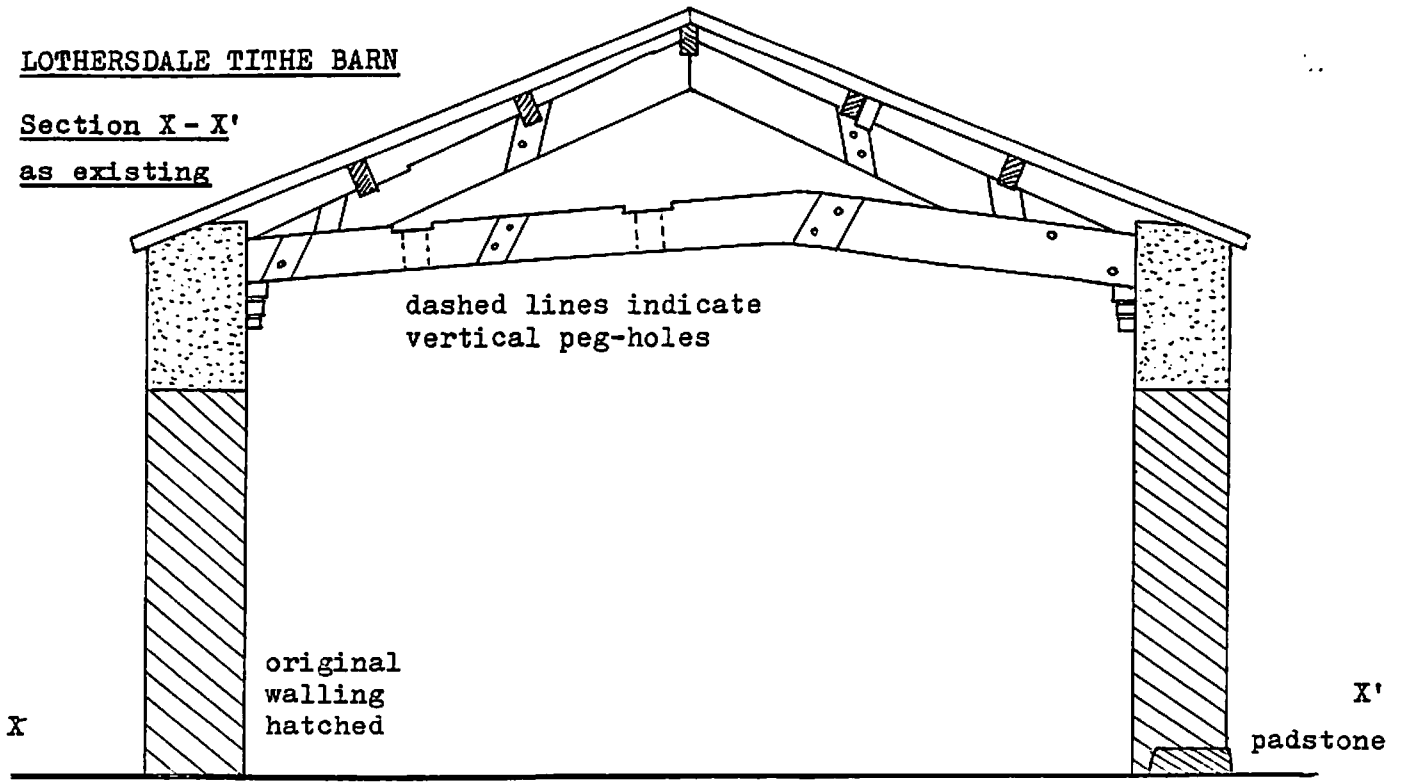 LOTHERSDALE TITHE BARN
Section X - X'
as existing
dashed lines indicate
vertical peg-holes
original
walling
hatched
X
X'
padstone